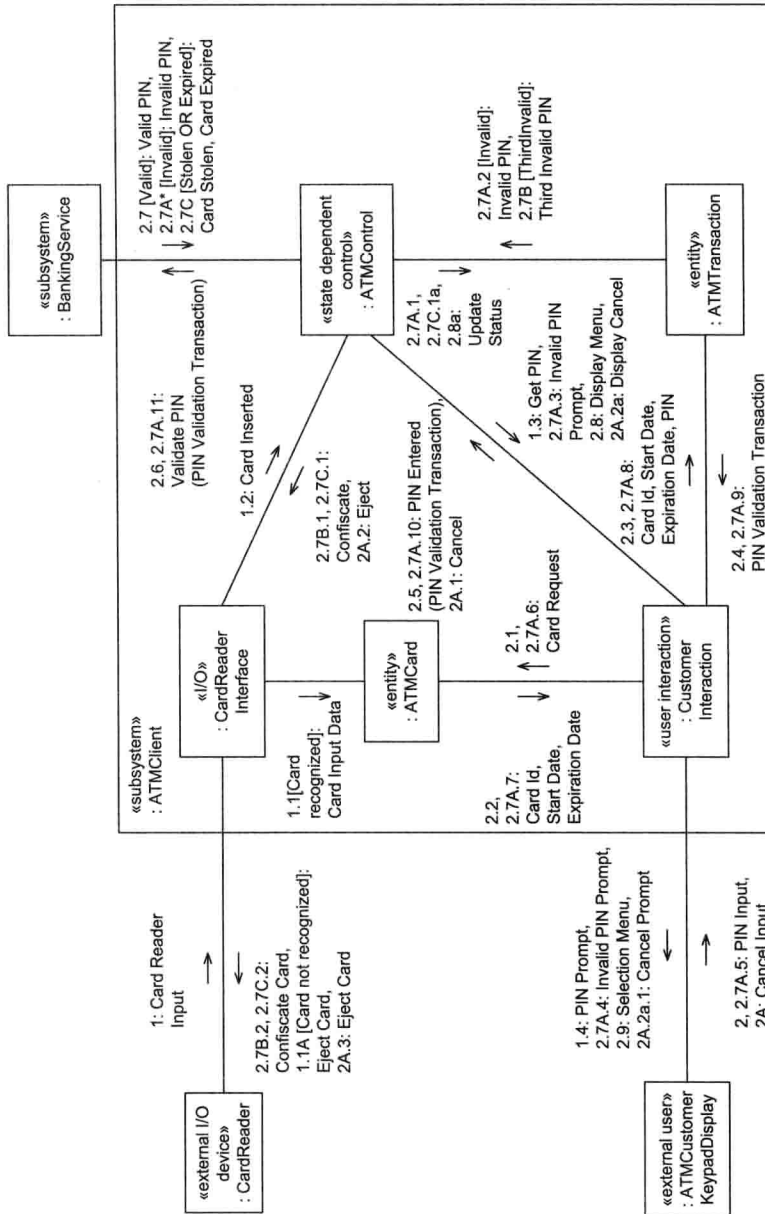 «external I/O
device»
: CardReader
1: Card Reader
Input
2.7B.2, 2.7C.2:
Confiscate Card,
1.1A [Card not recognized]:
Eject Card,
2A.3: Eject Card
«subsystem»
: ATMClient
«I/O»
: CardReader
Interface
1.2: Card Inserted
2.7B.1, 2.7C.1:
Confiscate,
2A.2: Eject
2.6, 2.7A.11:
Validate PIN
(PIN Validation Transaction)
«subsystem»
: BankingService
2.7 [Valid]: Valid PIN,
2.7A* [Invalid]: Invalid PIN,
2.7C [Stolen OR Expired]:
Card Stolen, Card Expired
1.1[Card
recognized]:
Card Input Data
«entity»
: ATMCard
2.5, 2.7A.10: PIN Entered
(PIN Validation Transaction),
2A.1: Cancel
«state dependent
control»
: ATMControl
2.7A.1,
2.7C.1a,
2.8a:
Update
Status
2.7A.2 [Invalid]:
Invalid PIN,
2.7B [ThirdInvalid]:
Third Invalid PIN
2.2,
2.7A.7:
Card Id,
Start Date,
Expiration Date
2.1,
2.7A.6:
Card Request
1.3: Get PIN,
2.7A.3: Invalid PIN
Prompt,
2.8: Display Menu,
2A.2a: Display Cancel
«external user»
: ATMCustomer
KeypadDisplay
1.4: PIN Prompt,
2.7A.4: Invalid PIN Prompt,
2.9: Selection Menu,
2A.2a.1: Cancel Prompt
2, 2.7A.5: PIN Input,
2A: Cancel Input
«user interaction»
: Customer
Interaction
2.3, 2.7A.8:
Card Id, Start Date,
Expiration Date, PIN
2.4, 2.7A.9:
PIN Validation Transaction
«entity»
: ATMTransaction